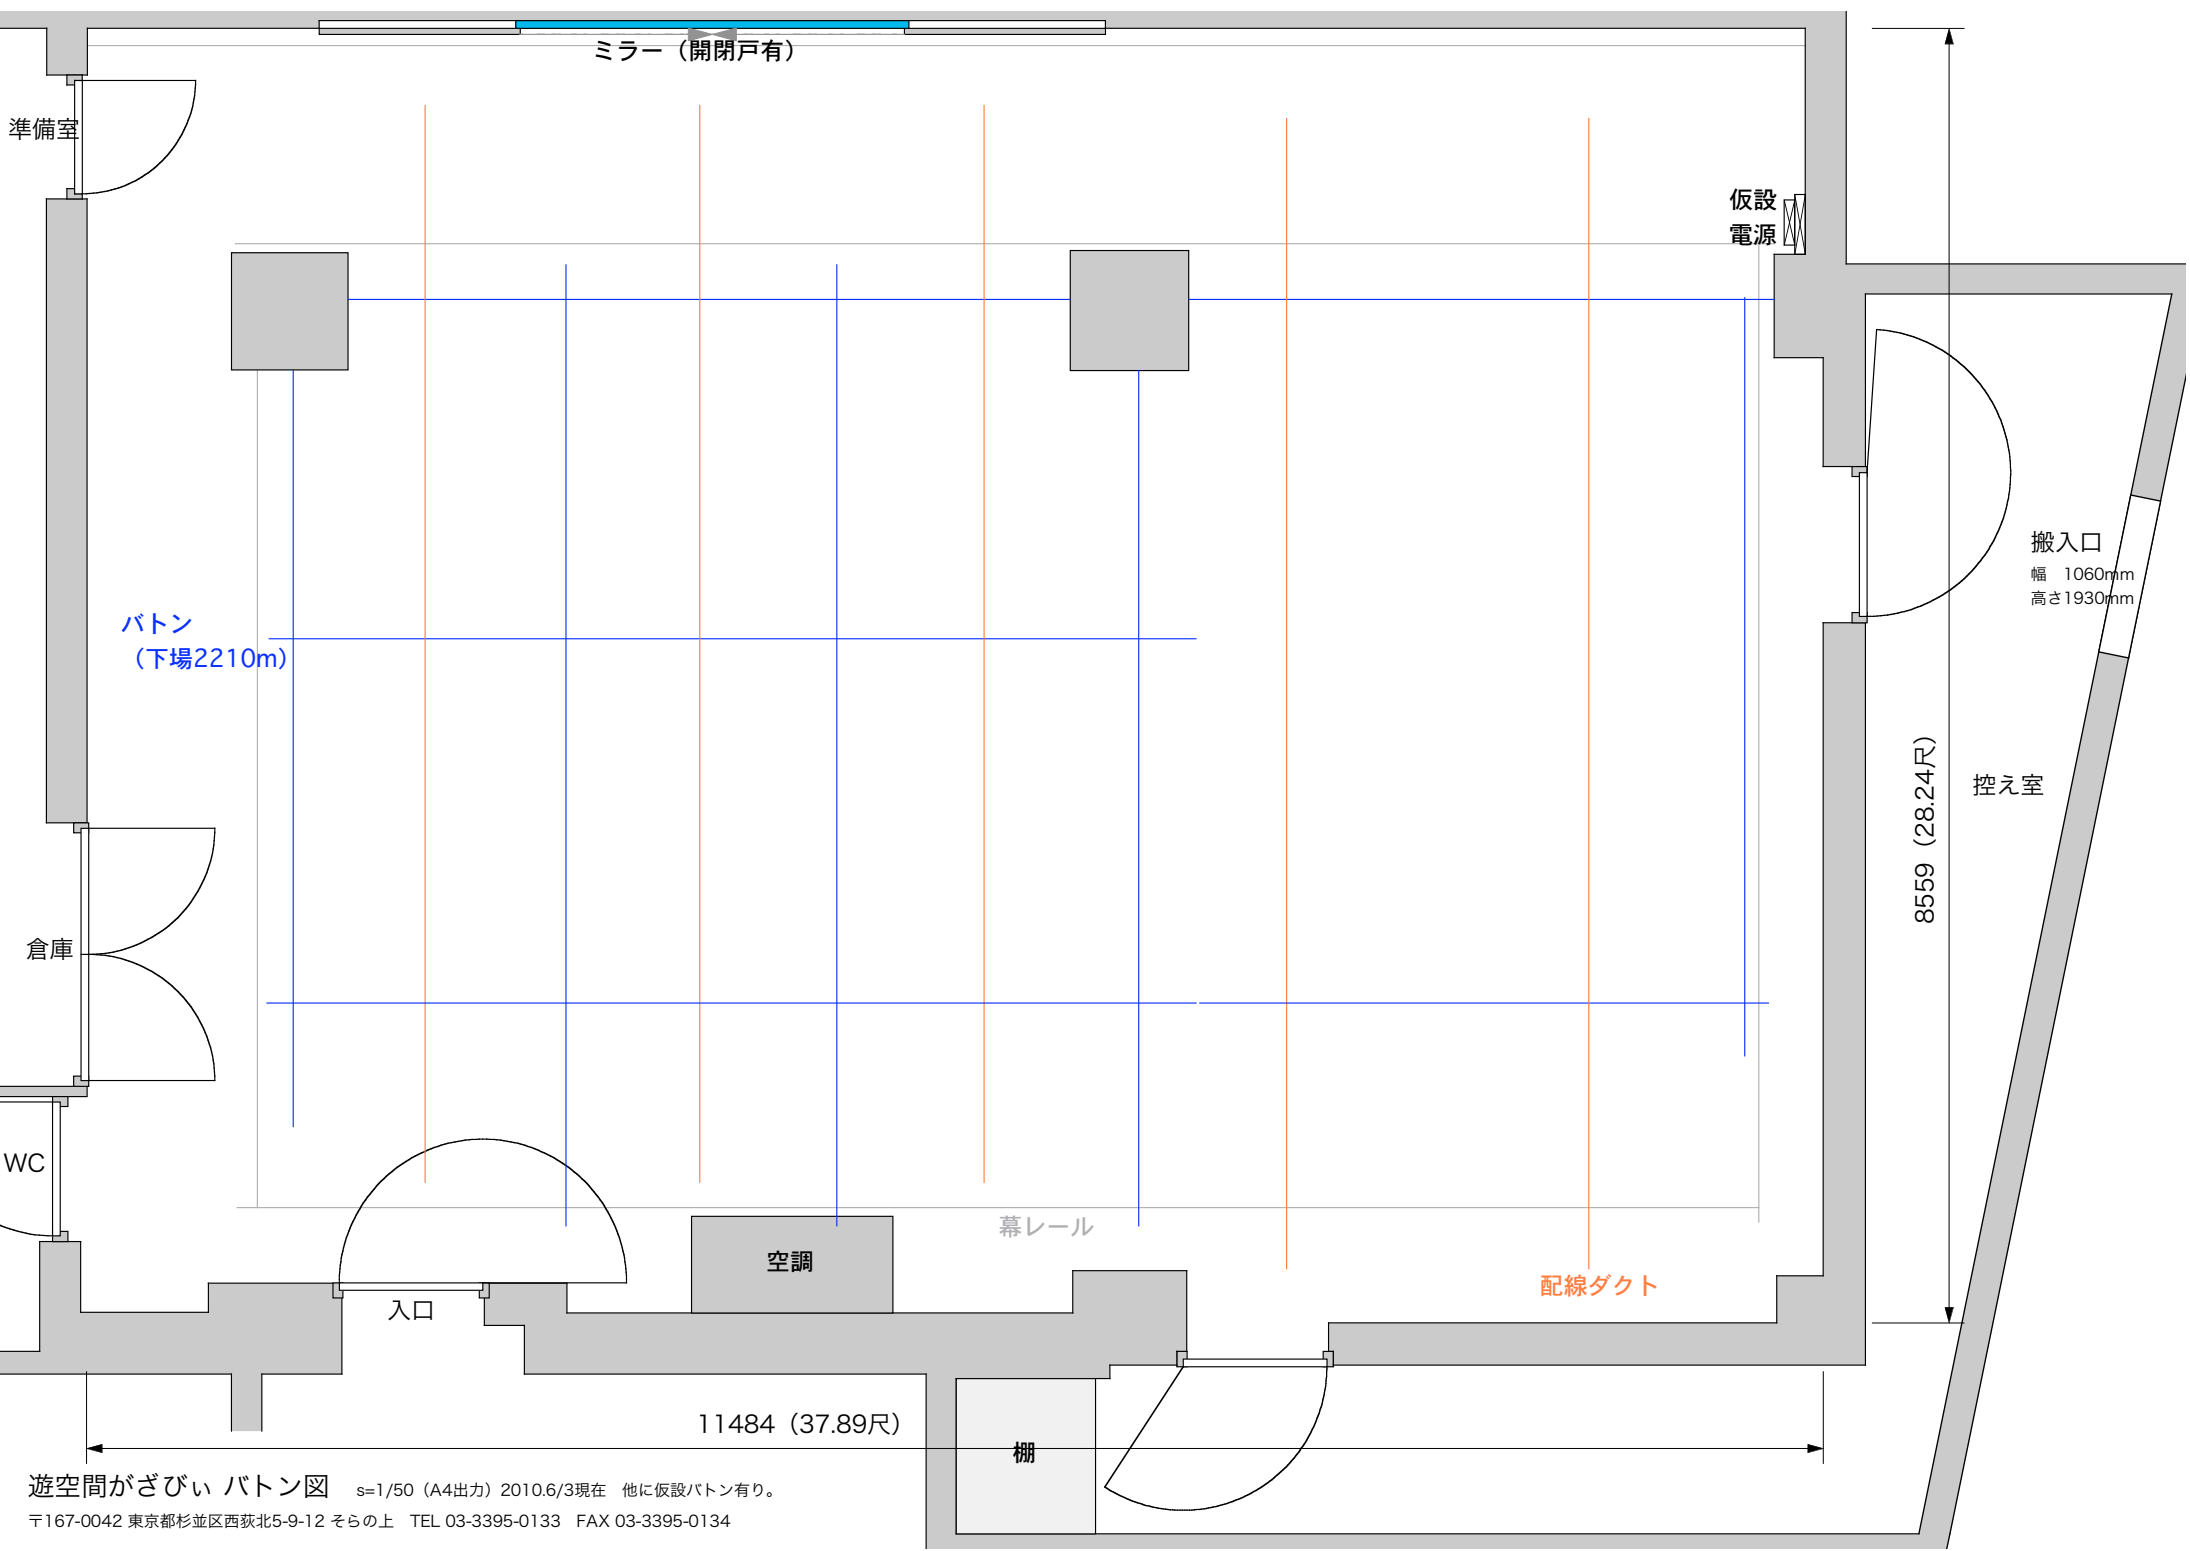 ミラー（開閉戸有）
準備室
仮設
電源
搬入口
幅　1060mm
高さ1930mm
バトン
（下場2210m）
8559（28.24尺）
控え室
倉庫
WC
幕レール
空調
配線ダクト
入口
11484（37.89尺）
棚
遊空間がざびぃ バトン図　s=1/50（A4出力）2010.6/3現在　他に仮設バトン有り。
〒167-0042 東京都杉並区西荻北5-9-12 そらの上　TEL 03-3395-0133　FAX 03-3395-0134